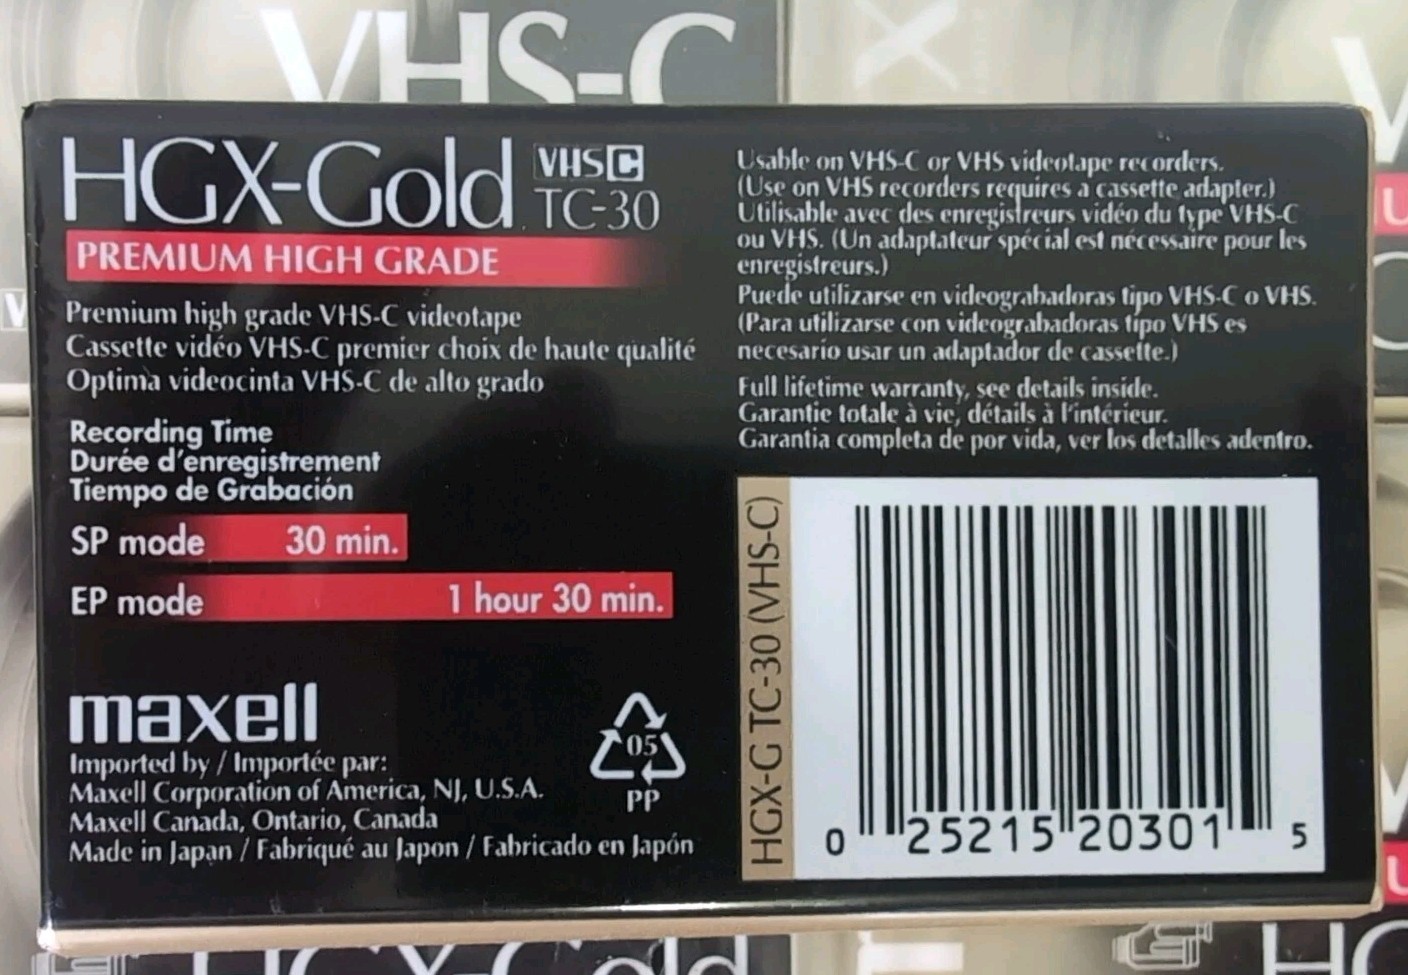 VHS-C
HGX-Gold VHSC
TC-30
PREMIUM HIGH GRADE
Premium high grade VHS-C videotape
Cassette vidéo VHS-C premier choix de haute qualité
Optima videocinta VHS-C de alto grado
Recording Time
Durée d'enregistrement
Tiempo de Grabación
SP mode 30 min.
EP mode 1 hour 30 min.
maxell
Imported by / Importée par:
Maxell Corporation of America, NJ, U.S.A.
Maxell Canada, Ontario, Canada
Made in Japan / Fabriqué au Japon / Fabricado en Japón
05
PP
Usable on VHS-C or VHS videotape recorders.
(Use on VHS recorders requires a cassette adapter.)
Utilisable avec des enregistreurs vidéo du type VHS-C
ou VHS. (Un adaptateur spécial est nécessaire pour les
enregistreurs.)
Puede utilizarse en videograbadoras tipo VHS-C o VHS.
(Para utilizarse con videograbadoras tipo VHS es
necesario usar un adaptador de cassette.)
Full lifetime warranty, see details inside.
Garantie totale à vie, détails à l'intérieur.
Garantia completa de por vida, ver los detalles adentro.
HGX-G TC-30 (VHS-C)
0 25215 20301 5
HGX-Gold